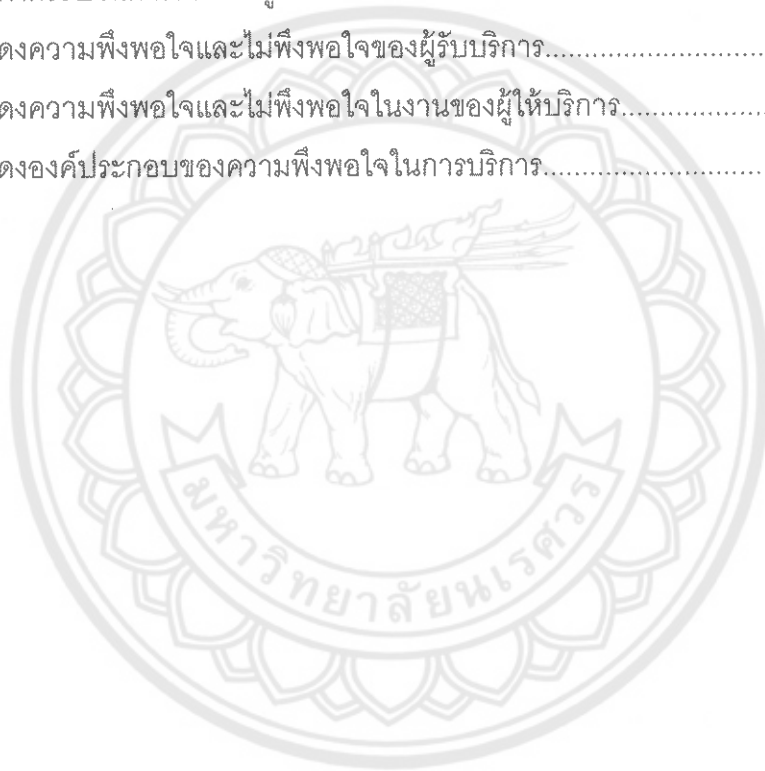 ดงความพึงพอใจและไม่พึงพอใจของผู้รับบริการ..............................
ดงความพึงพอใจและไม่พึงพอใจในงานของผู้ให้บริการ....................
ดงองค์ประกอบของความพึงพอใจในการบริการ..............................
มหาวิทยาลัยนเรศวร